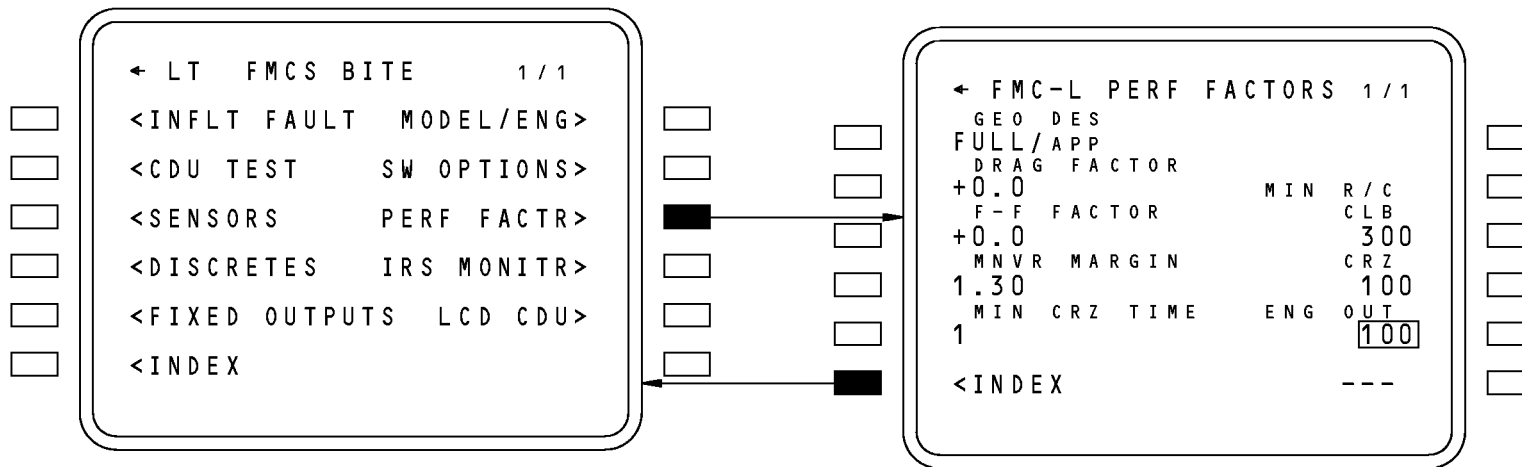 ← LT FMCS BITE 1/1
<INFLT FAULT MODEL/ENG>
<CDU TEST SW OPTIONS>
<SENSORS PERF FACTR>
<DISCRETES IRS MONITR>
<FIXED OUTPUTS LCD CDU>
<INDEX
← FMC-L PERF FACTORS 1/1
GEO DES
FULL/APP
DRAG FACTOR
+0.0 MIN R/C
F-F FACTOR CLB
+0.0 300
MNVR MARGIN CRZ
1.30 100
MIN CRZ TIME ENG OUT
1 100
<INDEX ---